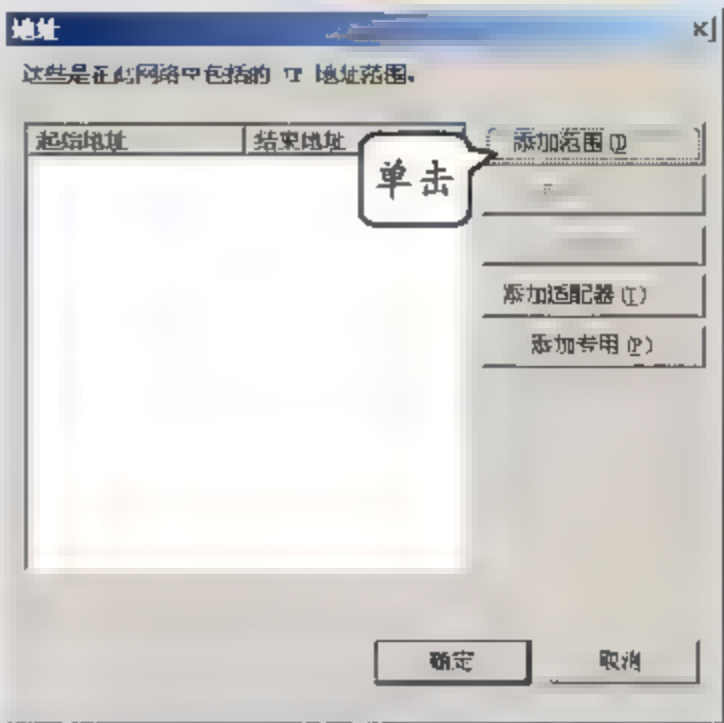 地址
这些是在此网络中包括的 IP 地址范围。
起始地址 结束地址
添加范围
单击
添加适配器(T)
添加专用(P)
确定 取消